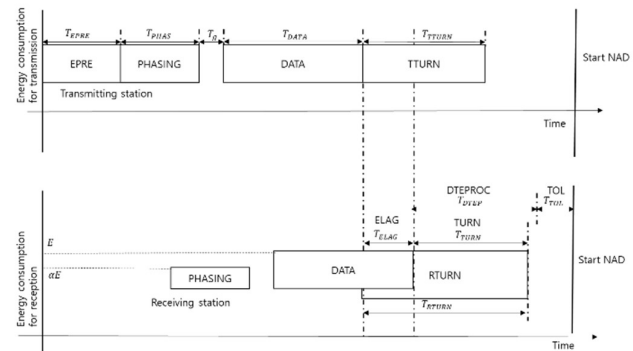 Energy consumption
for transmission
T_EPRE
T_PHAS
T_g
T_DATA
T_TTURN
EPRE
PHASING
DATA
TTURN
Start NAD
Transmitting station
Time
Energy consumption
for reception
DTEPROC
T_DTEP
TOL
T_TOL
ELAG
T_ELAG
TURN
T_TURN
E
αE
PHASING
DATA
RTURN
Start NAD
Receiving station
T_RTURN
Time